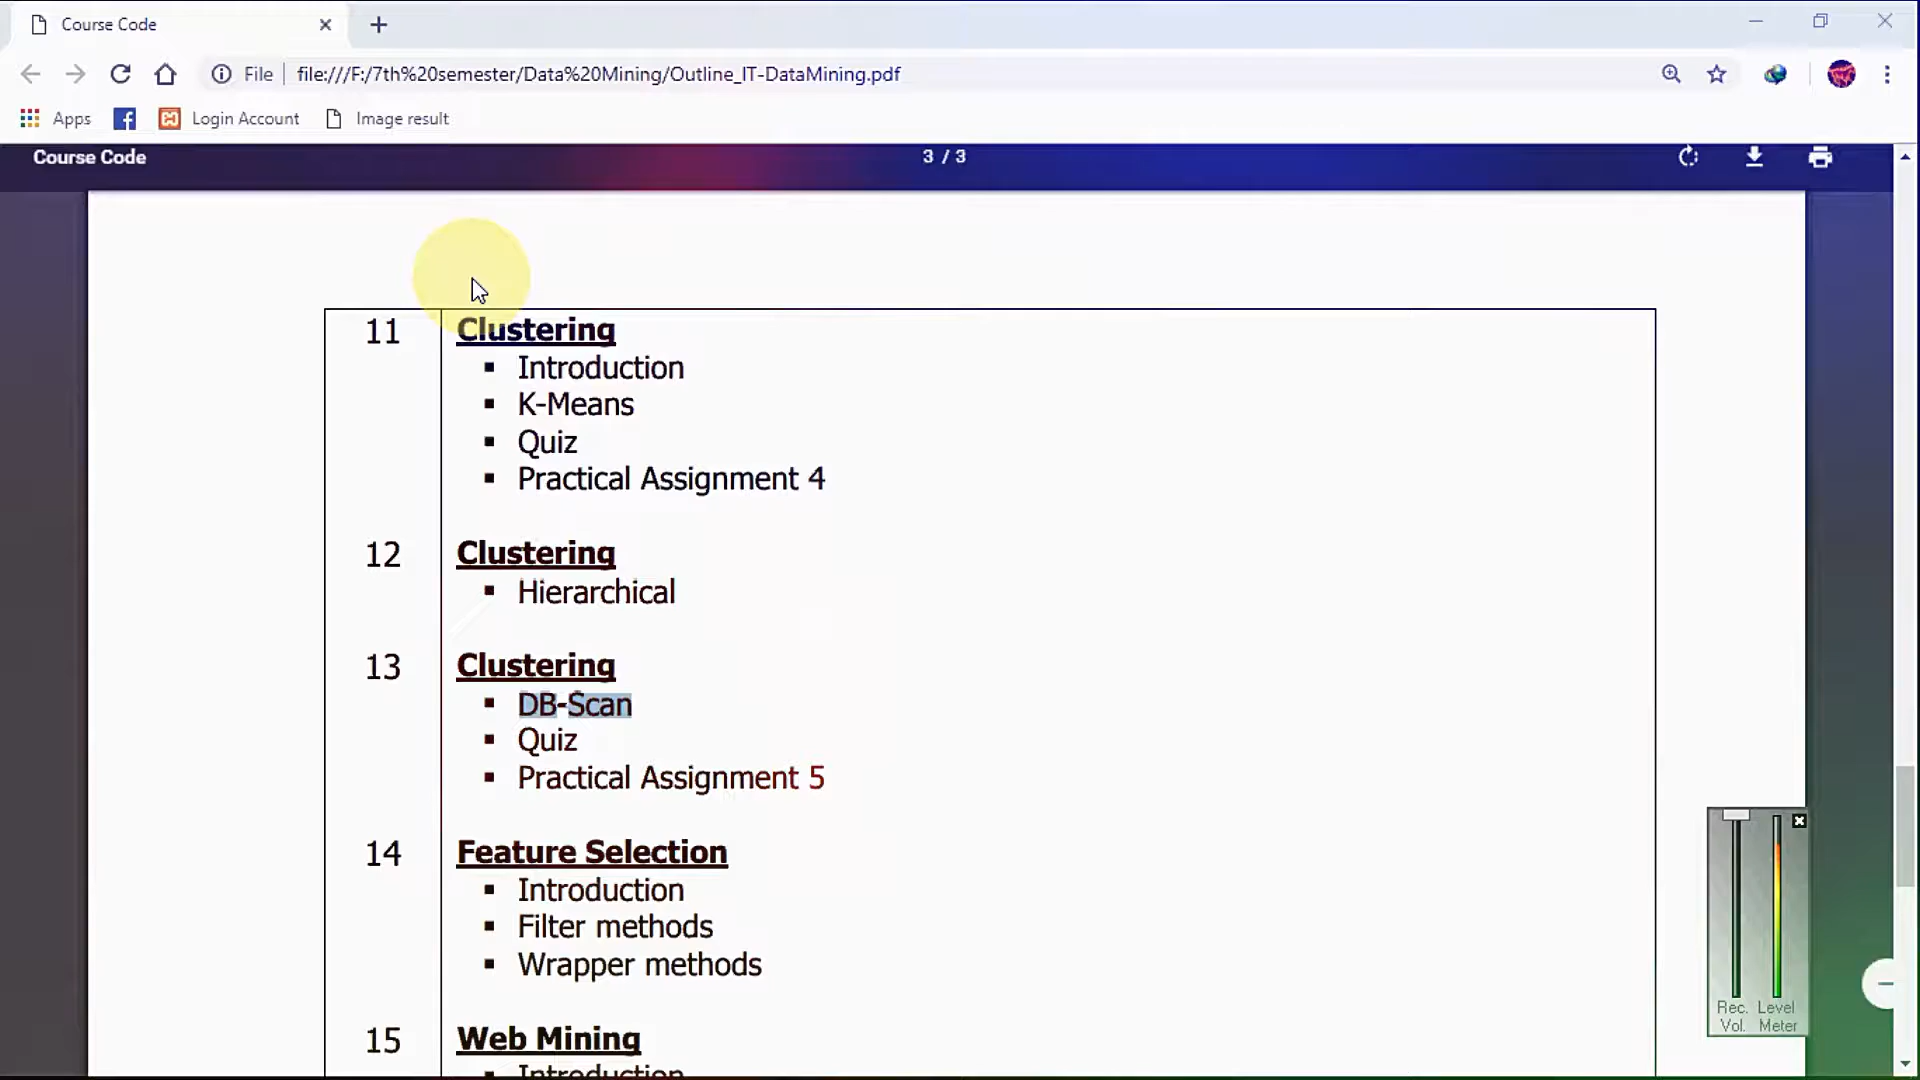 Course Code
File file:///F:/7th%20semester/Data%20Mining/Outline_IT-DataMining.pdf
Apps Login Account Image result
Course Code 3 / 3
11 Clustering
▪ Introduction
▪ K-Means
▪ Quiz
▪ Practical Assignment 4
12 Clustering
▪ Hierarchical
13 Clustering
▪ DB-Scan
▪ Quiz
▪ Practical Assignment 5
14 Feature Selection
▪ Introduction
▪ Filter methods
▪ Wrapper methods
15 Web Mining
▪ Introduction
Rec. Level
Vol. Meter